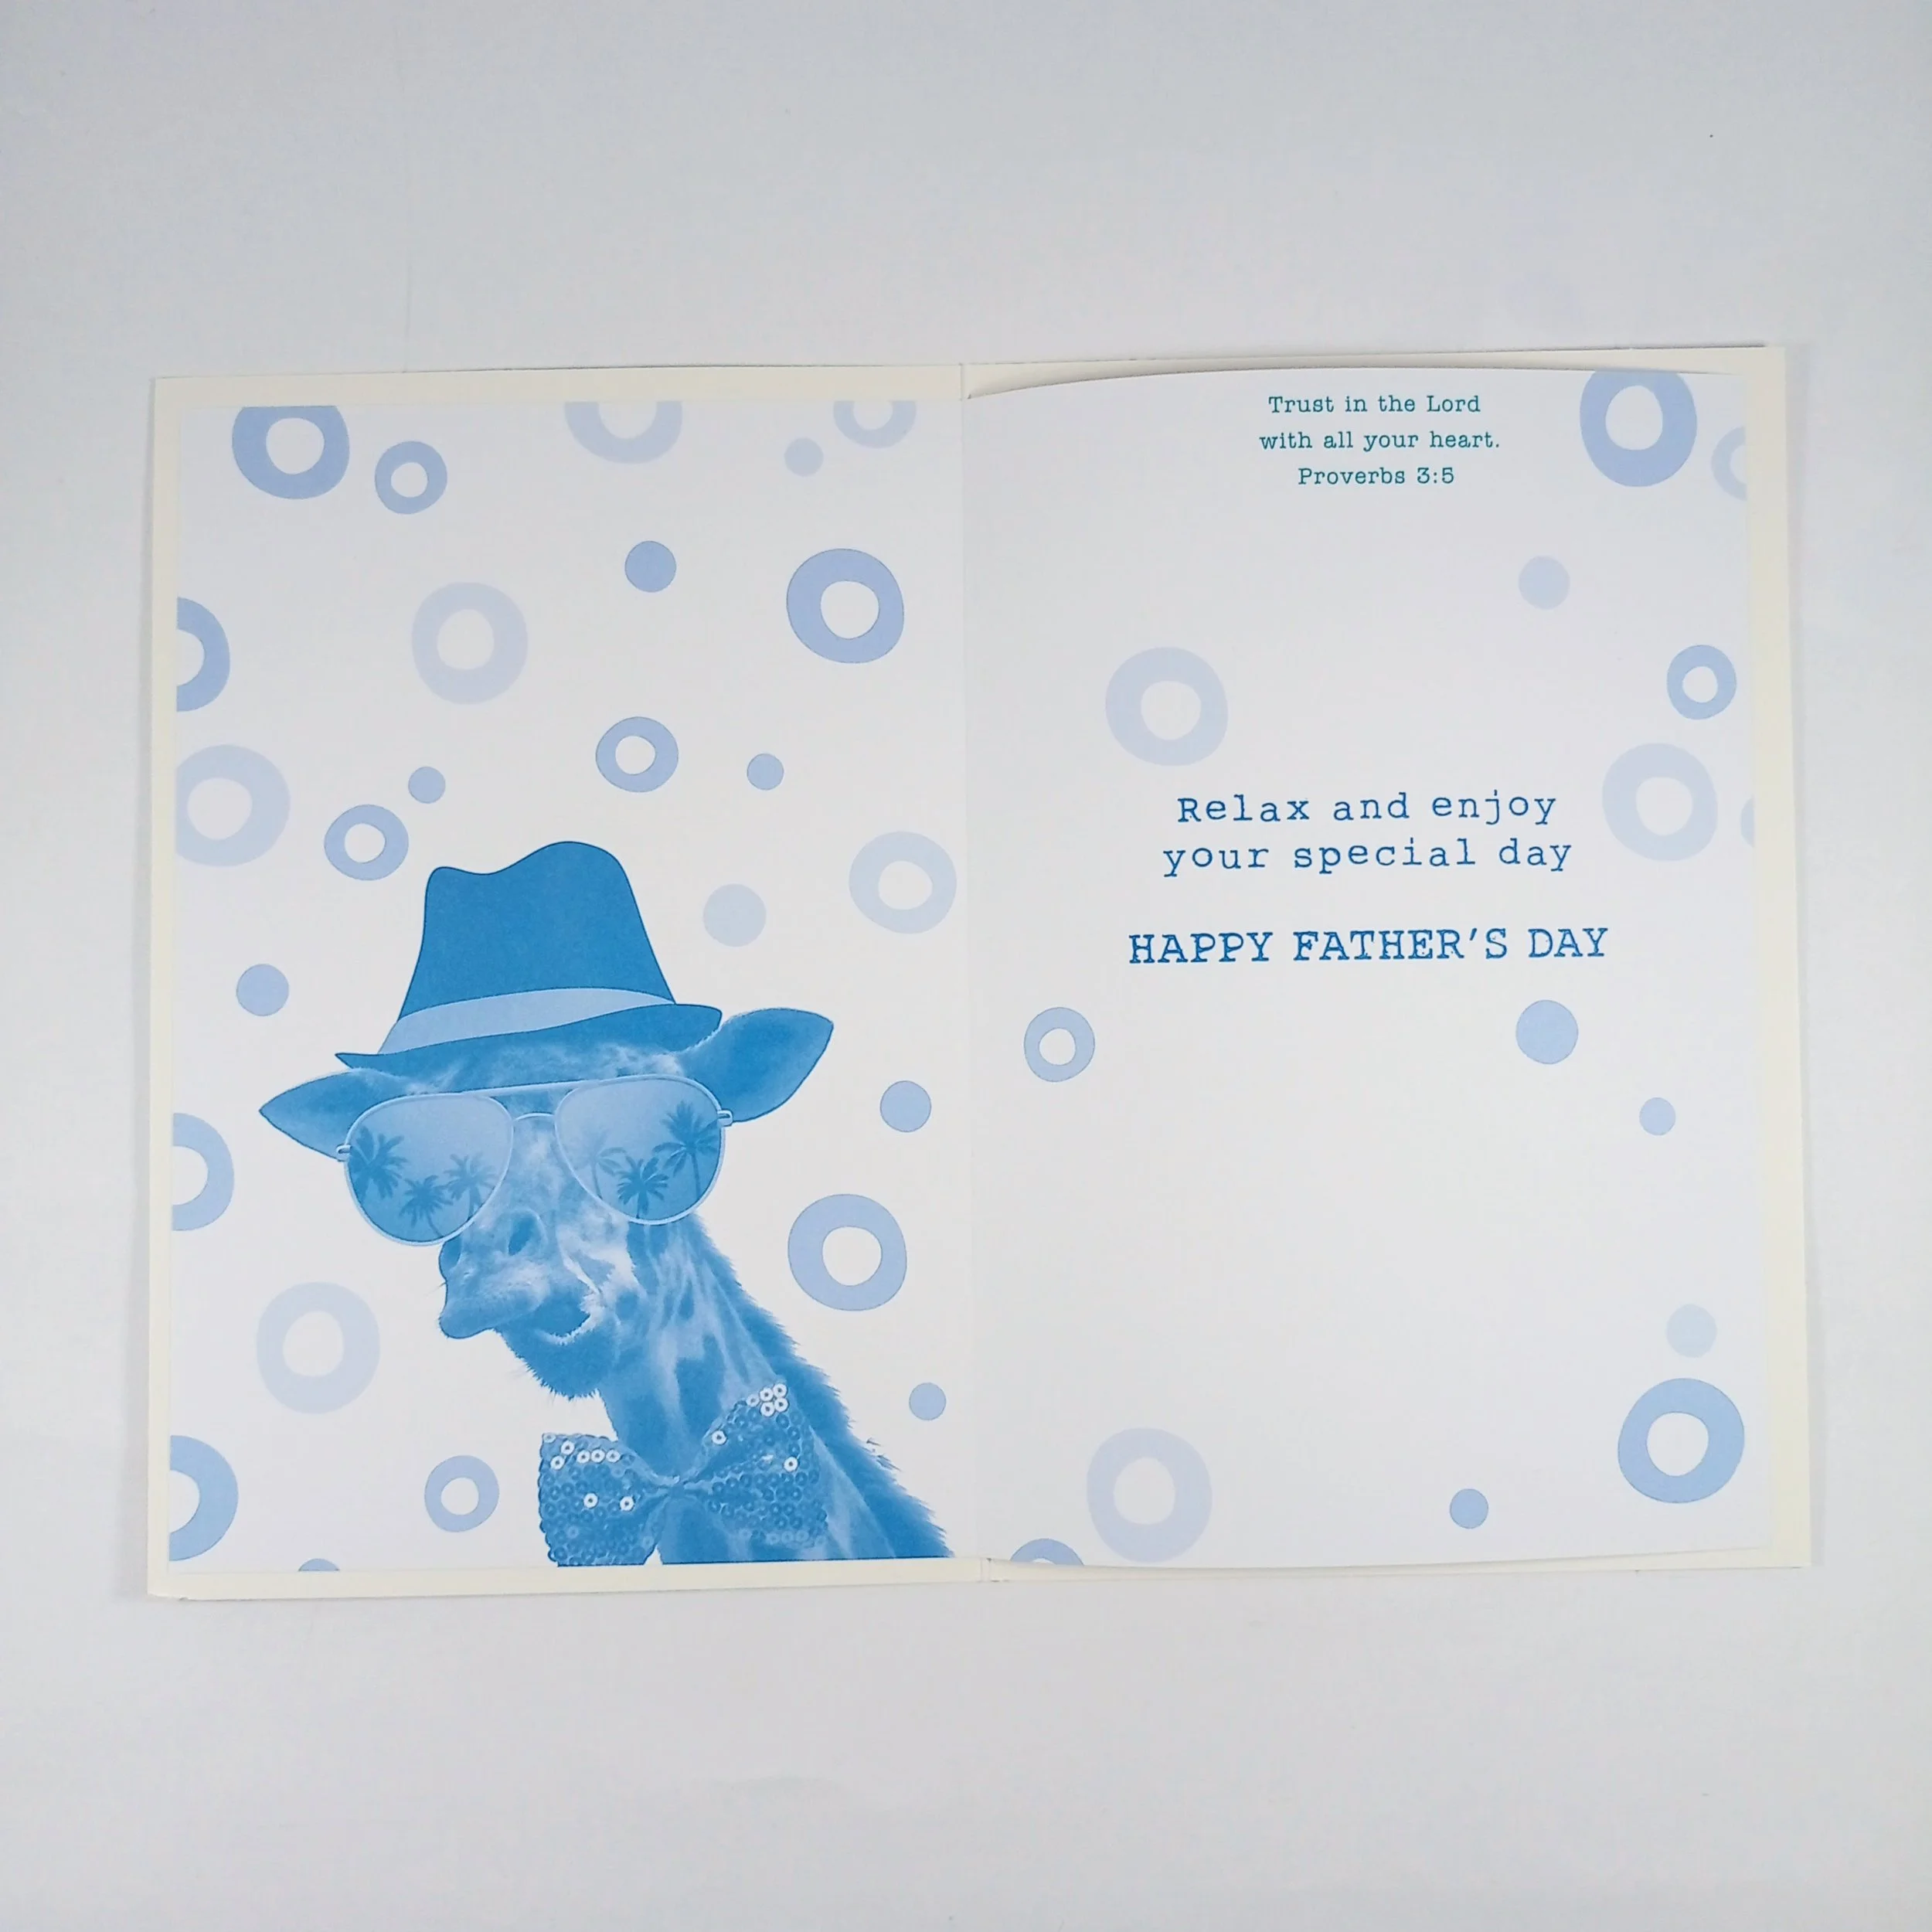 Trust in the Lord
with all your heart.
Proverbs 3:5
Relax and enjoy
your special day
HAPPY FATHER'S DAY